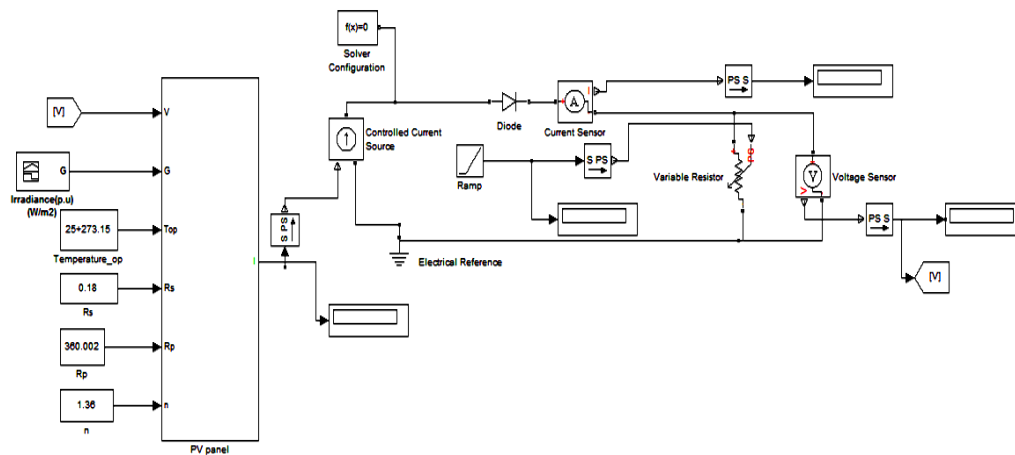 f(x)=0
Solver
Configuration
[V]
V
G
G
Irradiance(p.u)
(W/m2)
25+273.15
Top
Temperature_op
0.18
Rs
Rs
360.002
Rp
Rp
1.36
n
n
I
PV panel
S PS
Controlled Current
Source
Ramp
S PS
Diode
A
I
Current Sensor
PS S
Variable Resistor
PS
V
V
Voltage Sensor
PS S
[V]
Electrical Reference